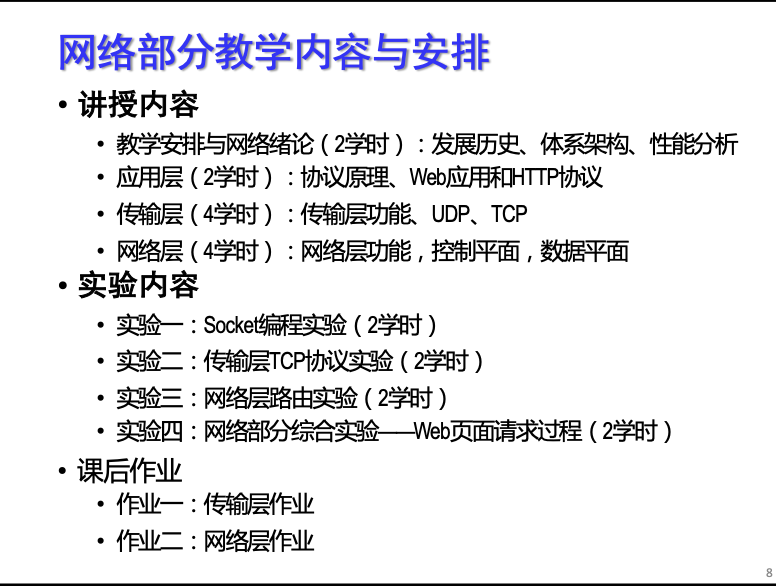 网络部分教学内容与安排
• 讲授内容
• 教学安排与网络绪论（2学时）：发展历史、体系架构、性能分析
• 应用层（2学时）：协议原理、Web应用和HTTP协议
• 传输层（4学时）：传输层功能、UDP、TCP
• 网络层（4学时）：网络层功能，控制平面，数据平面
• 实验内容
• 实验一：Socket编程实验（2学时）
• 实验二：传输层TCP协议实验（2学时）
• 实验三：网络层路由实验（2学时）
• 实验四：网络部分综合实验——Web页面请求过程（2学时）
• 课后作业
• 作业一：传输层作业
• 作业二：网络层作业
8